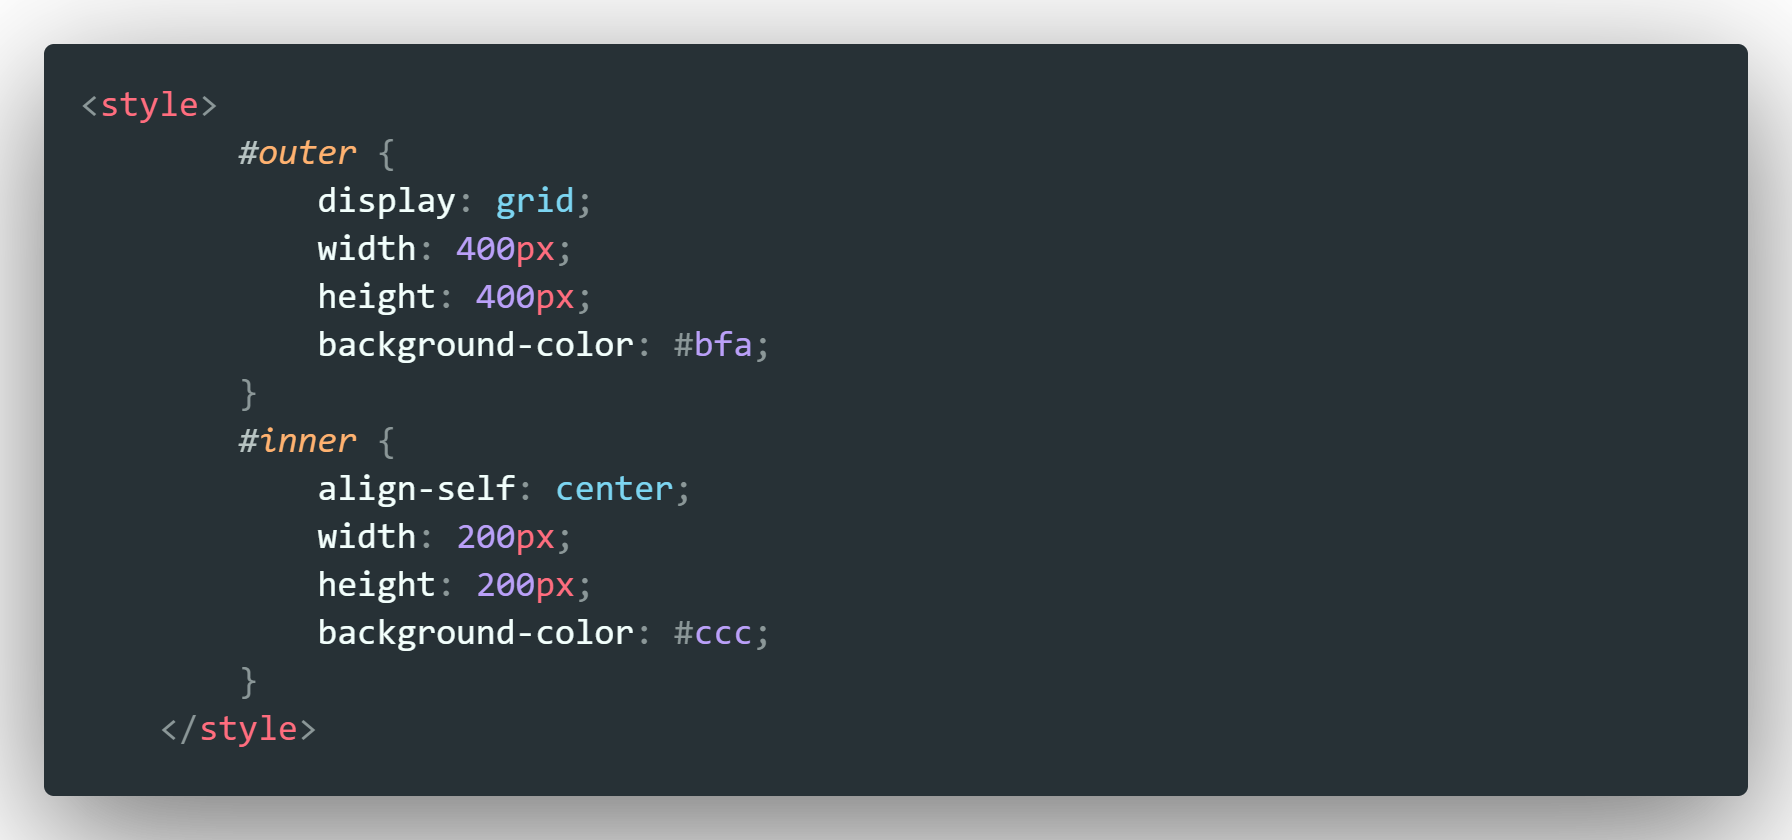 <style>
#outer {
display: grid;
width: 400px;
height: 400px;
background-color: #bfa;
}
#inner {
align-self: center;
width: 200px;
height: 200px;
background-color: #ccc;
}
</style>